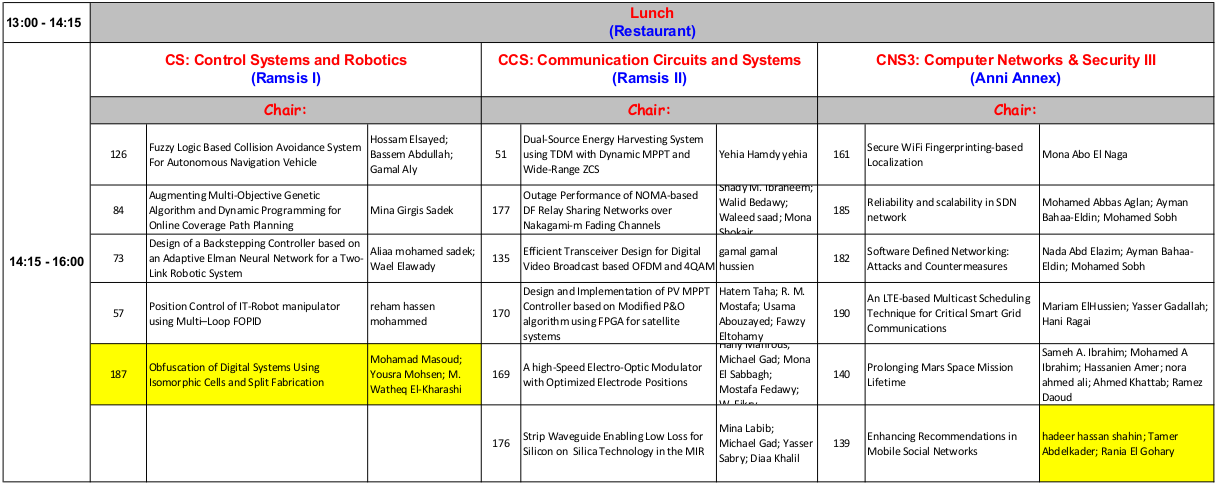 13:00 - 14:15
Lunch
(Restaurant)
14:15 - 16:00
CS: Control Systems and Robotics
(Ramsis I)
Chair:
126
Fuzzy Logic Based Collision Avoidance System
For Autonomous Navigation Vehicle
Hossam Elsayed;
Bassem Abdullah;
Gamal Aly
84
Augmenting Multi-Objective Genetic
Algorithm and Dynamic Programming for
Online Coverage Path Planning
Mina Girgis Sadek
73
Design of a Backstepping Controller based on
an Adaptive Elman Neural Network for a Two-
Link Robotic System
Aliaa mohamed sadek;
Wael Elawady
57
Position Control of IT-Robot manipulator
using Multi–Loop FOPID
reham hassen
mohammed
187
Obfuscation of Digital Systems Using
Isomorphic Cells and Split Fabrication
Mohamad Masoud;
Yousra Mohsen; M.
Watheq El-Kharashi
CCS: Communication Circuits and Systems
(Ramsis II)
Chair:
51
Dual-Source Energy Harvesting System
using TDM with Dynamic MPPT and
Wide-Range ZCS
Yehia Hamdy yehia
177
Outage Performance of NOMA-based
DF Relay Sharing Networks over
Nakagami-m Fading Channels
Shady M. Ibraheem;
Walid Bedawy;
Waleed saad; Mona
Shokair
135
Efficient Transceiver Design for Digital
Video Broadcast based OFDM and 4QAM
gamal gamal
hussien
170
Design and Implementation of PV MPPT
Controller based on Modified P&O
algorithm using FPGA for satellite
systems
Hatem Taha; R. M.
Mostafa; Usama
Abouzayed; Fawzy
Eltohamy
169
A high-Speed Electro-Optic Modulator
with Optimized Electrode Positions
Hany Mahrous;
Michael Gad; Mona
El Sabbagh;
Mostafa Fedawy;
W. Fikry
176
Strip Waveguide Enabling Low Loss for
Silicon on Silica Technology in the MIR
Mina Labib;
Michael Gad; Yasser
Sabry; Diaa Khalil
CNS3: Computer Networks & Security III
(Anni Annex)
Chair:
161
Secure WiFi Fingerprinting-based
Localization
Mona Abo El Naga
185
Reliability and scalability in SDN
network
Mohamed Abbas Aglan; Ayman
Bahaa-Eldin; Mohamed Sobh
182
Software Defined Networking:
Attacks and Countermeasures
Nada Abd Elazim; Ayman Bahaa-
Eldin; Mohamed Sobh
190
An LTE-based Multicast Scheduling
Technique for Critical Smart Grid
Communications
Mariam ElHussien; Yasser Gadallah;
Hani Ragai
140
Prolonging Mars Space Mission
Lifetime
Sameh A. Ibrahim; Mohamed A
Ibrahim; Hassanien Amer; nora
ahmed ali; Ahmed Khattab; Ramez
Daoud
139
Enhancing Recommendations in
Mobile Social Networks
hadeer hassan shahin; Tamer
Abdelkader; Rania El Gohary